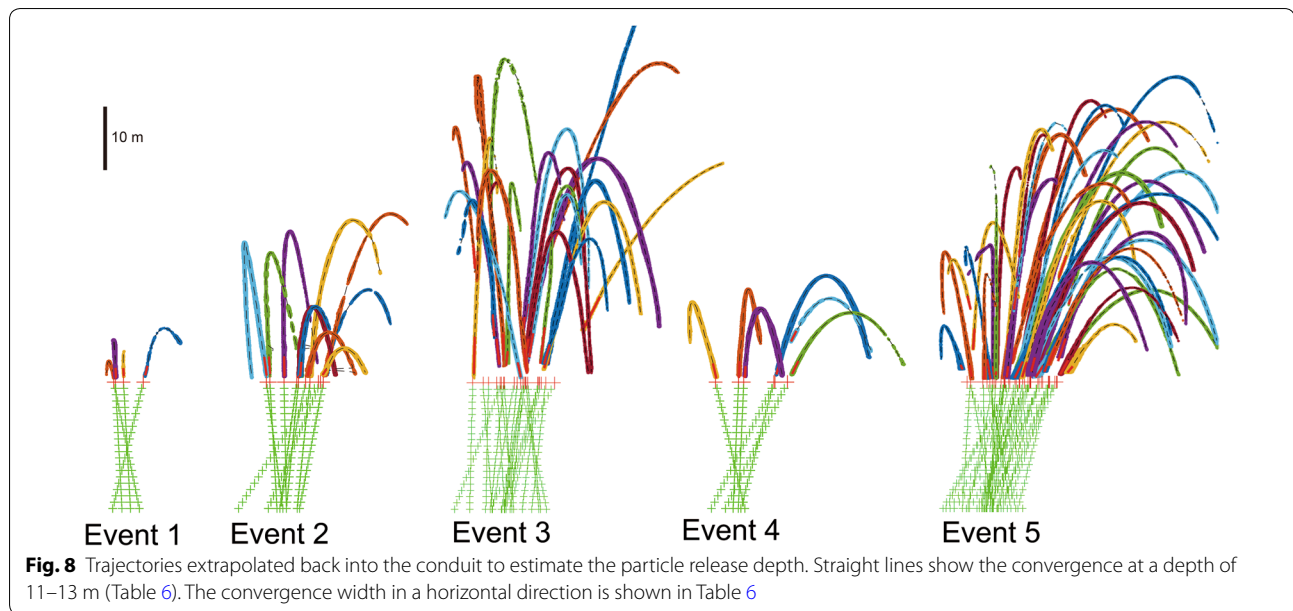 10 m
Event 1 Event 2 Event 3 Event 4 Event 5
Fig. 8 Trajectories extrapolated back into the conduit to estimate the particle release depth. Straight lines show the convergence at a depth of
11–13 m (Table 6). The convergence width in a horizontal direction is shown in Table 6